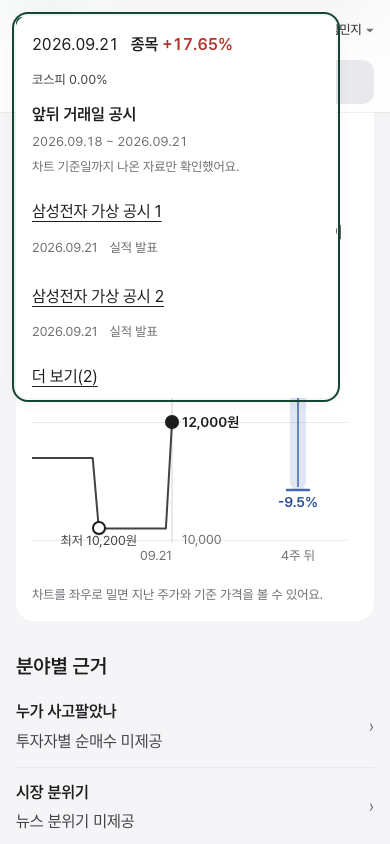 민지
2026.09.21 종목 +17.65%
코스피 0.00%
앞뒤 거래일 공시
2026.09.18 ~ 2026.09.21
차트 기준일까지 나온 자료만 확인했어요.
삼성전자 가상 공시 1
2026.09.21 실적 발표
삼성전자 가상 공시 2
2026.09.21 실적 발표
더 보기(2)
12,000원
-9.5%
최저 10,200원
10,000
09.21
4주 뒤
차트를 좌우로 밀면 지난 주가와 기준 가격을 볼 수 있어요.
분야별 근거
누가 사고팔았나
투자자별 순매수 미제공
시장 분위기
뉴스 분위기 미제공